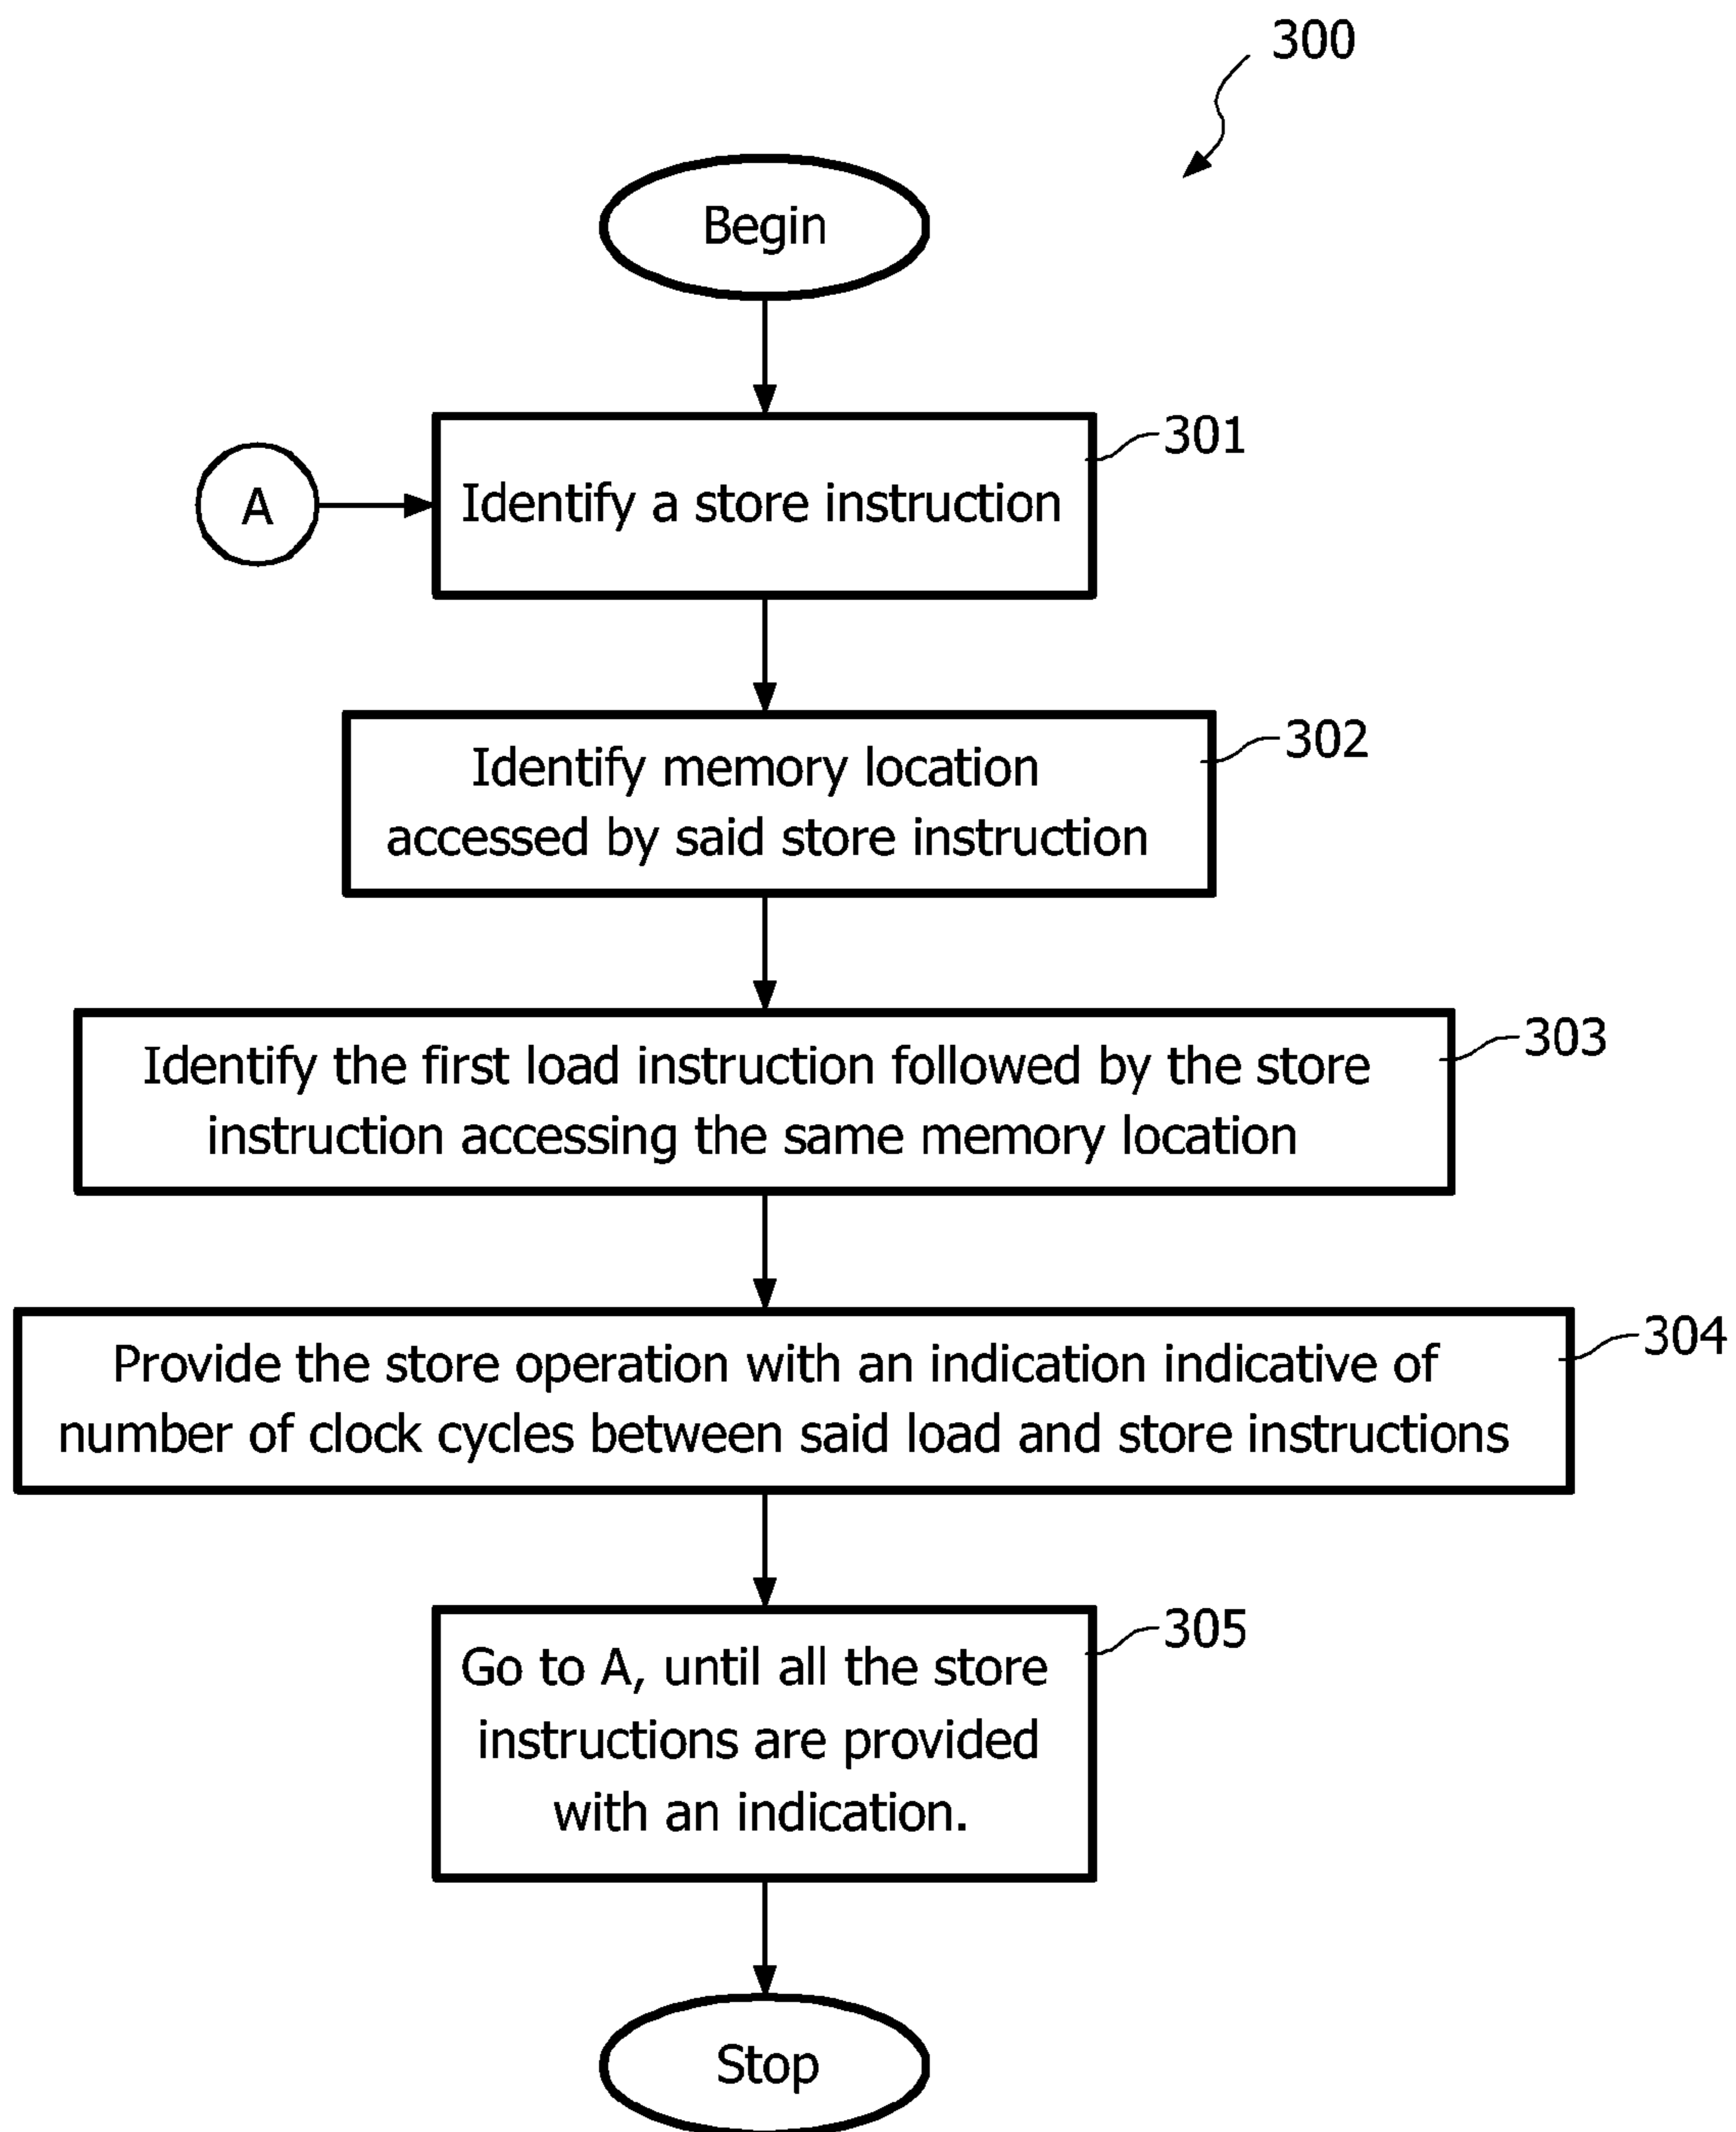 300
Begin
301
A
Identify a store instruction
302
Identify memory location
accessed by said store instruction
303
Identify the first load instruction followed by the store
instruction accessing the same memory location
304
Provide the store operation with an indication indicative of
number of clock cycles between said load and store instructions
305
Go to A, until all the store
instructions are provided
with an indication.
Stop